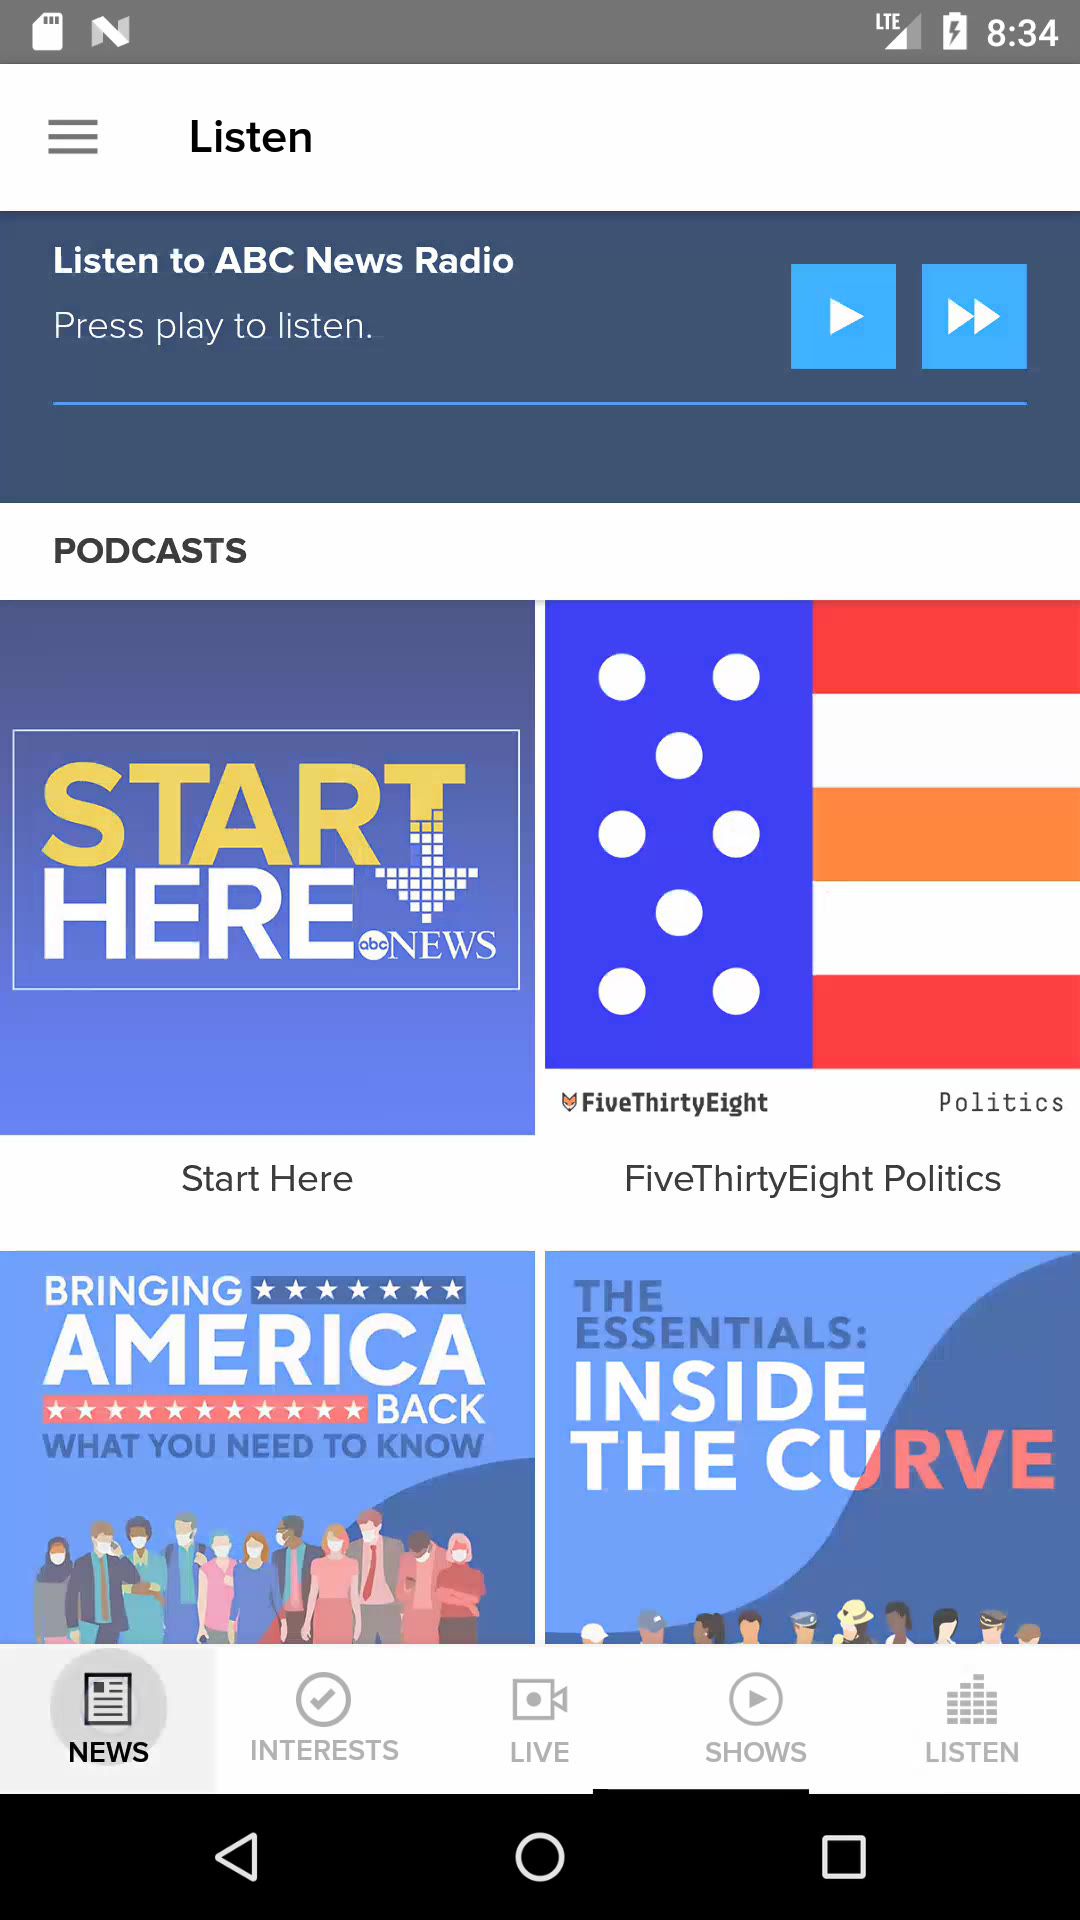 LTE 8:34
Listen
Listen to ABC News Radio
Press play to listen.
PODCASTS
START
HERE
abc NEWS
FiveThirtyEight Politics
Start Here
FiveThirtyEight Politics
BRINGING
AMERICA
BACK
WHAT YOU NEED TO KNOW
THE
ESSENTIALS:
INSIDE
THE CURVE
NEWS INTERESTS LIVE SHOWS LISTEN